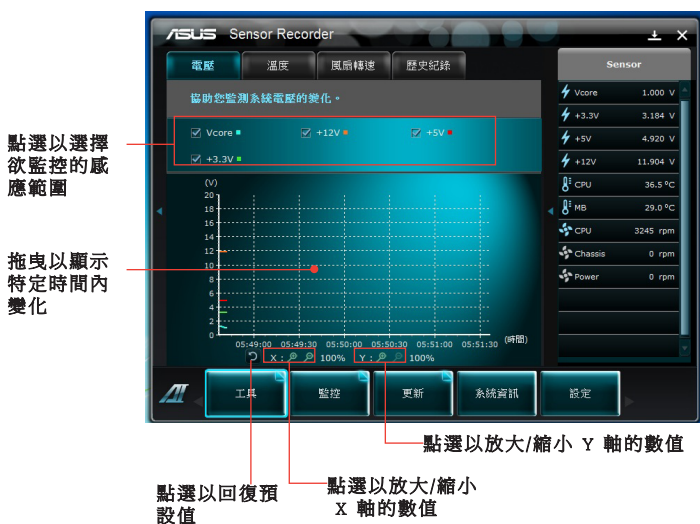 ASUS Sensor Recorder
電壓 溫度 風扇轉速 歷史紀錄
協助您監測系統電壓的變化。
Vcore +12V +5V
+3.3V
(V)
20
18
16
14
12
10
8
6
4
2
0
05:49:00 05:49:30 05:50:00 05:50:30 05:51:00 05:51:30 (時間)
X : 100% Y : 100%
Sensor
Vcore 1.000 V
+3.3V 3.184 V
+5V 4.920 V
+12V 11.904 V
CPU 36.5 °C
MB 29.0 °C
CPU 3245 rpm
Chassis 0 rpm
Power 0 rpm
工具 監控 更新 系統資訊 設定
點選以選擇
欲監控的感
應範圍
拖曳以顯示
特定時間內
變化
點選以放大/縮小 Y 軸的數值
點選以回復預
設值
點選以放大/縮小
X 軸的數值